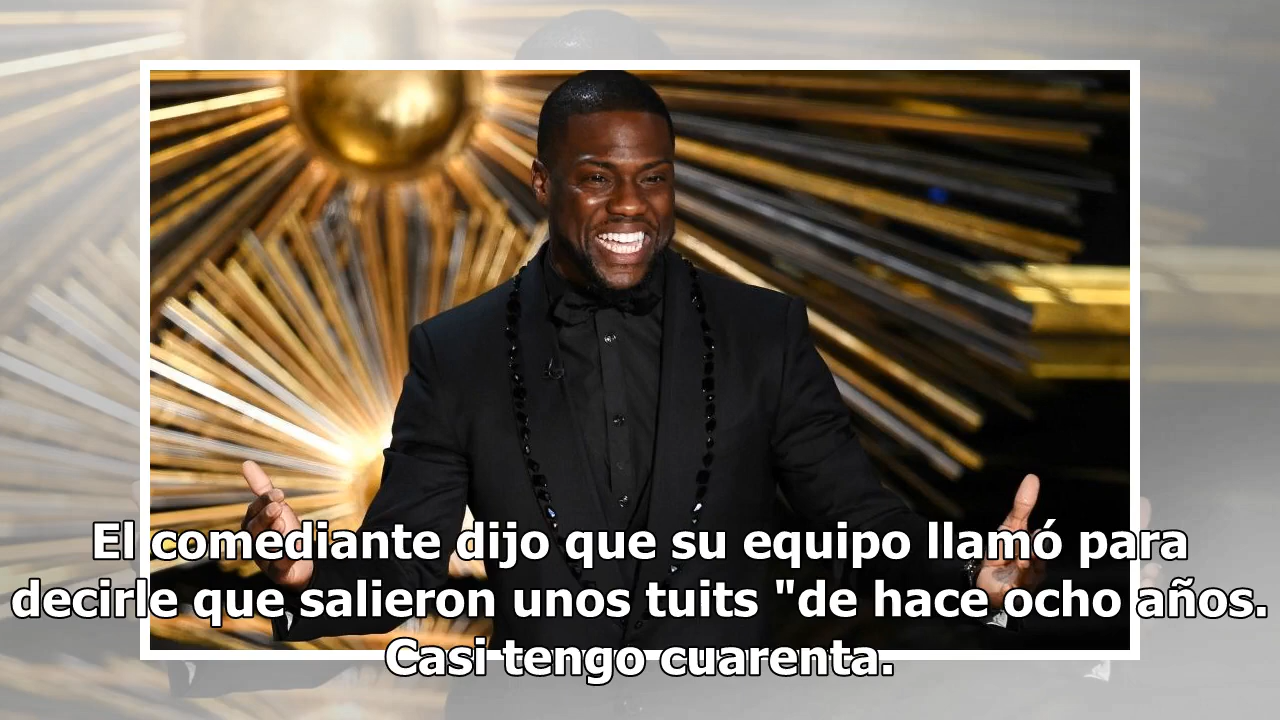 El comediante dijo que su equipo llamó para
decirle que salieron unos tuits "de hace ocho años.
Casi tengo cuarenta.